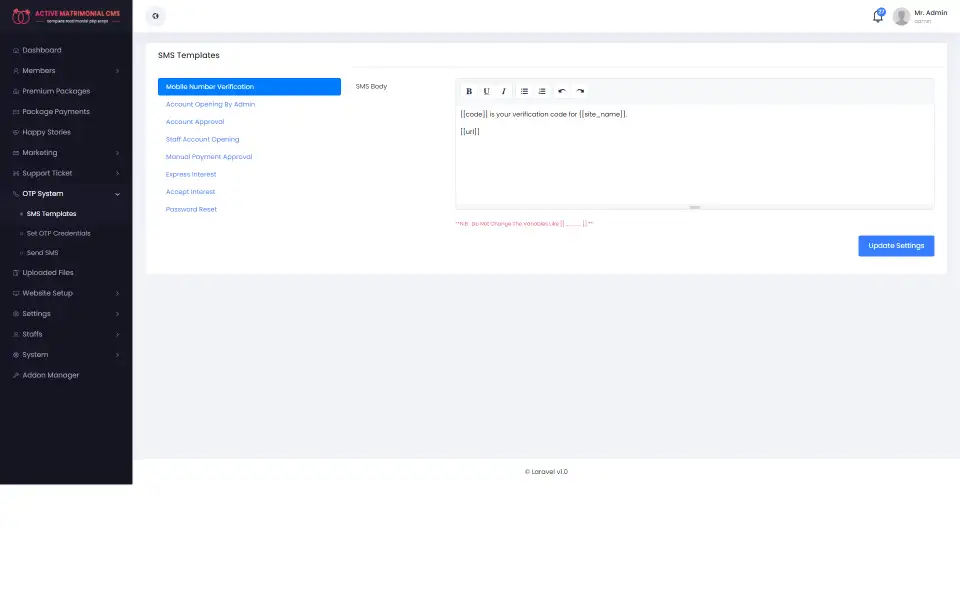 ACTIVE MATRIMONIAL CMS
complete matrimonial php script
Mr. Admin
admin
Dashboard
Members
Premium Packages
Package Payments
Happy Stories
Marketing
Support Ticket
OTP System
SMS Templates
Set OTP Credentials
Send SMS
Uploaded Files
Website Setup
Settings
Staffs
System
Addon Manager
SMS Templates
Mobile Number Verification
Account Opening By Admin
Account Approval
Staff Account Opening
Manual Payment Approval
Express Interest
Accept Interest
Password Reset
SMS Body
B U I
[[code]] is your verification code for [[site_name]].
[[url]]
**N.B : Do Not Change The Variables Like [[ ____ ]].**
Update Settings
© Laravel v1.0